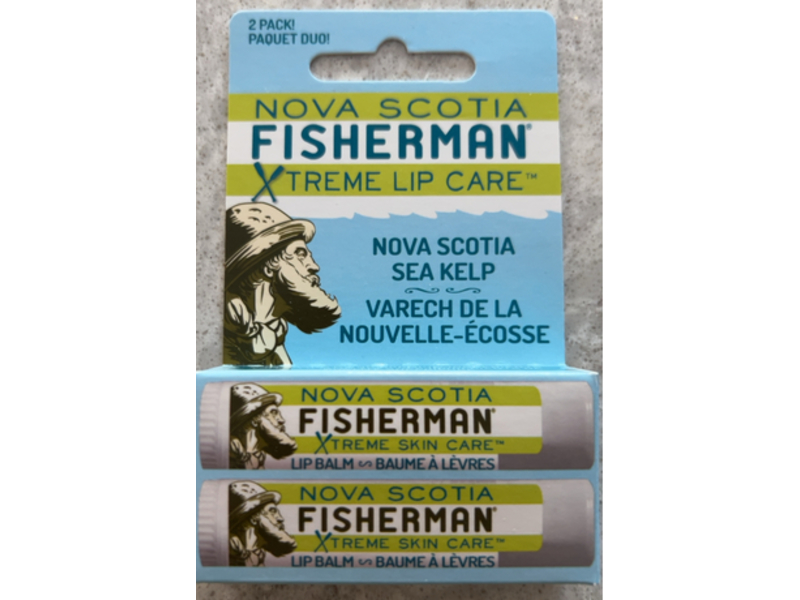 2 PACK!
PAQUET DUO!
NOVA SCOTIA
FISHERMAN®
XTREME LIP CARE™
NOVA SCOTIA
SEA KELP
VARECH DE LA
NOUVELLE-ÉCOSSE
NOVA SCOTIA
FISHERMAN®
XTREME SKIN CARE™
LIP BALM ∽ BAUME À LÈVRES
NOVA SCOTIA
FISHERMAN®
XTREME SKIN CARE™
LIP BALM ∽ BAUME À LÈVRES